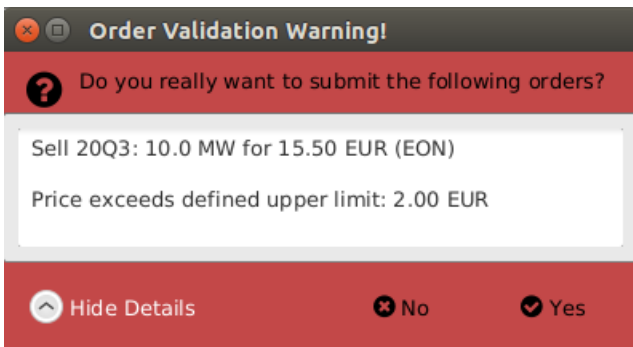 Order Validation Warning!
Do you really want to submit the following orders?
Sell 20Q3: 10.0 MW for 15.50 EUR (EON)
Price exceeds defined upper limit: 2.00 EUR
Hide Details
No
Yes